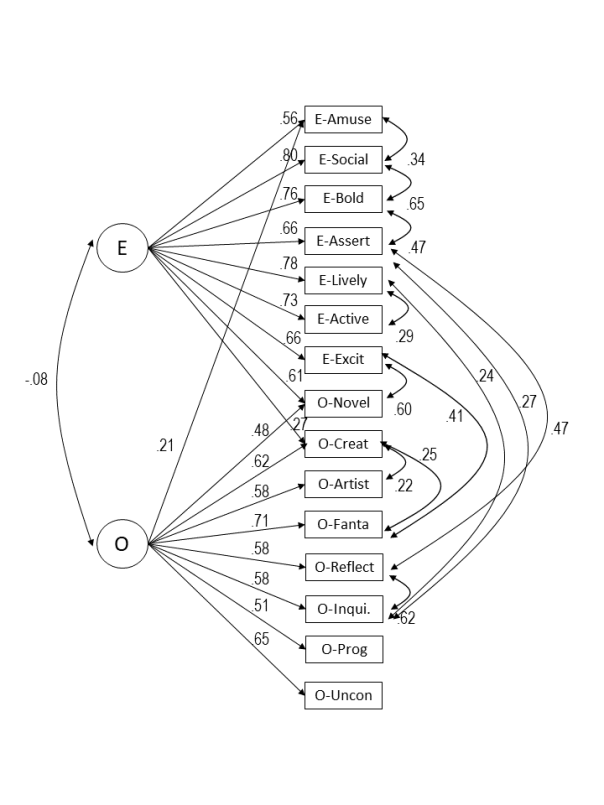 .56
E-Amuse
.80
E-Social
.34
.76
E-Bold
.65
.66
E-Assert
.47
E
.78
E-Lively
.73
E-Active
.29
.66
E-Excit
-.08
.61
.24
O-Novel
.60
.41
.27
.47
.48
.27
.21
O-Creat
.25
.62
O-Artist
.22
.58
O-Fanta
.71
O
.58
O-Reflect
.58
O-Inqui.
.62
.51
O-Prog
.65
O-Uncon